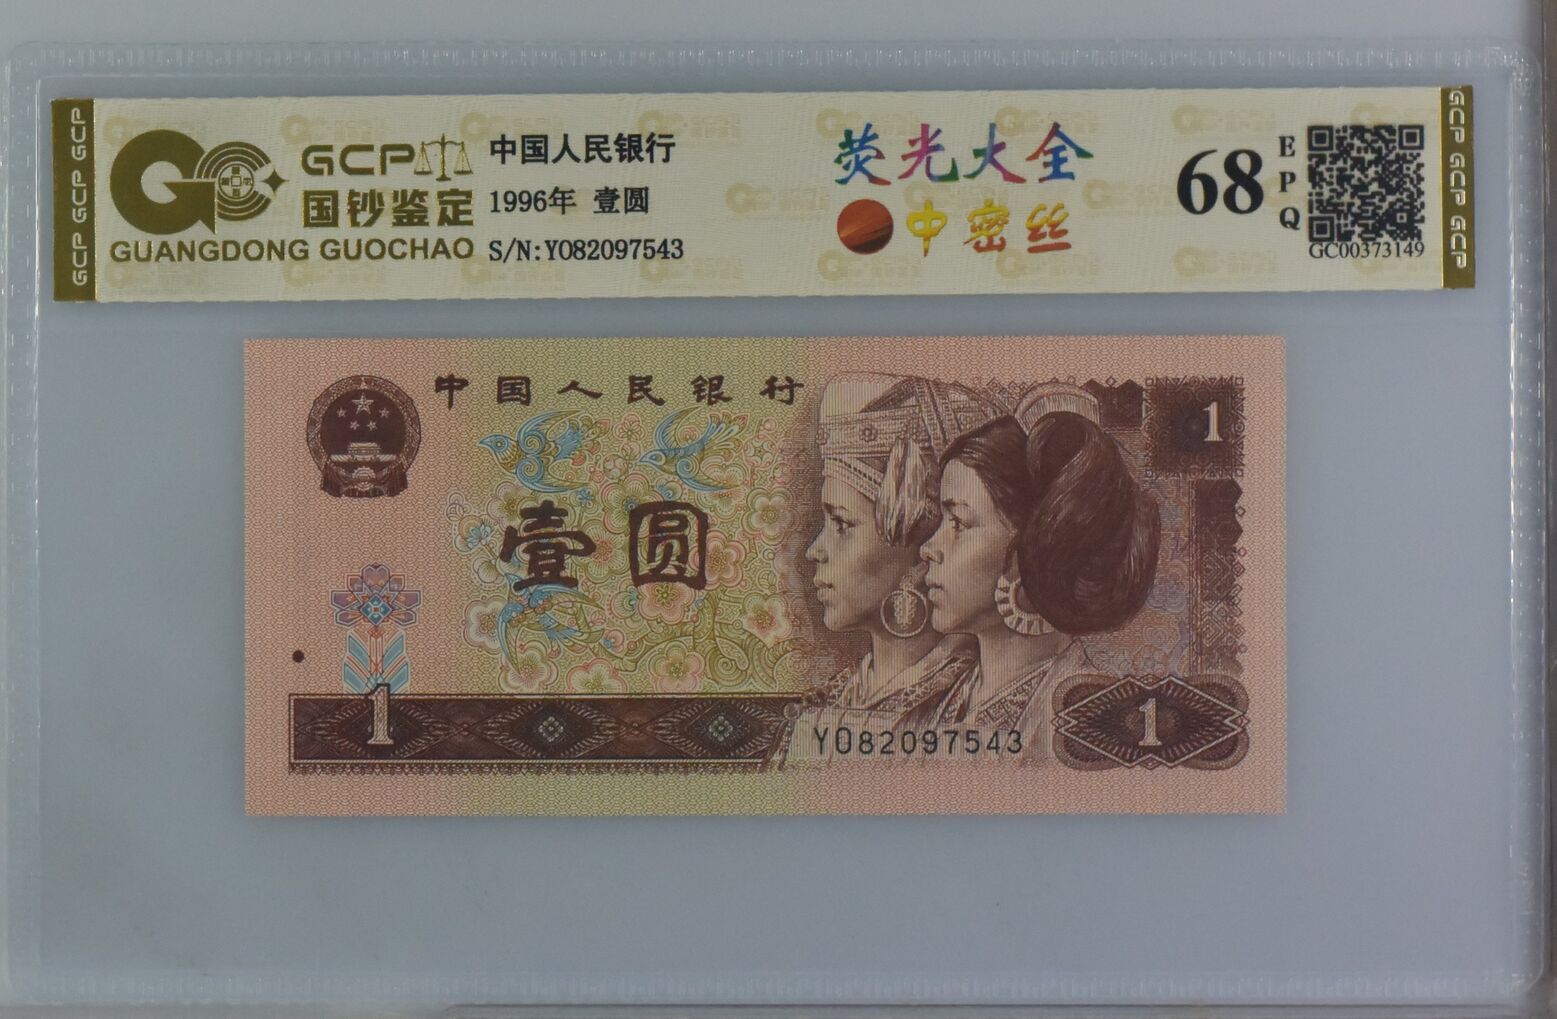 GCP GCP GCP
GCP
国钞鉴定
GUANGDONG GUOCHAO
中国人民银行
1996年 壹圆
S/N:Y082097543
荧光大全
中密丝
68
EPQ
GC00373149
GCP GCP GCP
中国人民银行
1
壹圆
1
Y082097543
1